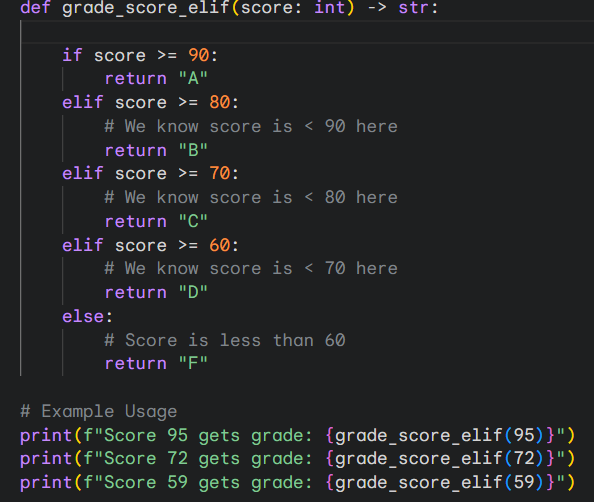 def grade_score_elif(score: int) -> str:
    if score >= 90:
        return "A"
    elif score >= 80:
        # We know score is < 90 here
        return "B"
    elif score >= 70:
        # We know score is < 80 here
        return "C"
    elif score >= 60:
        # We know score is < 70 here
        return "D"
    else:
        # Score is less than 60
        return "F"
# Example Usage
print(f"Score 95 gets grade: {grade_score_elif(95)}")
print(f"Score 72 gets grade: {grade_score_elif(72)}")
print(f"Score 59 gets grade: {grade_score_elif(59)}")